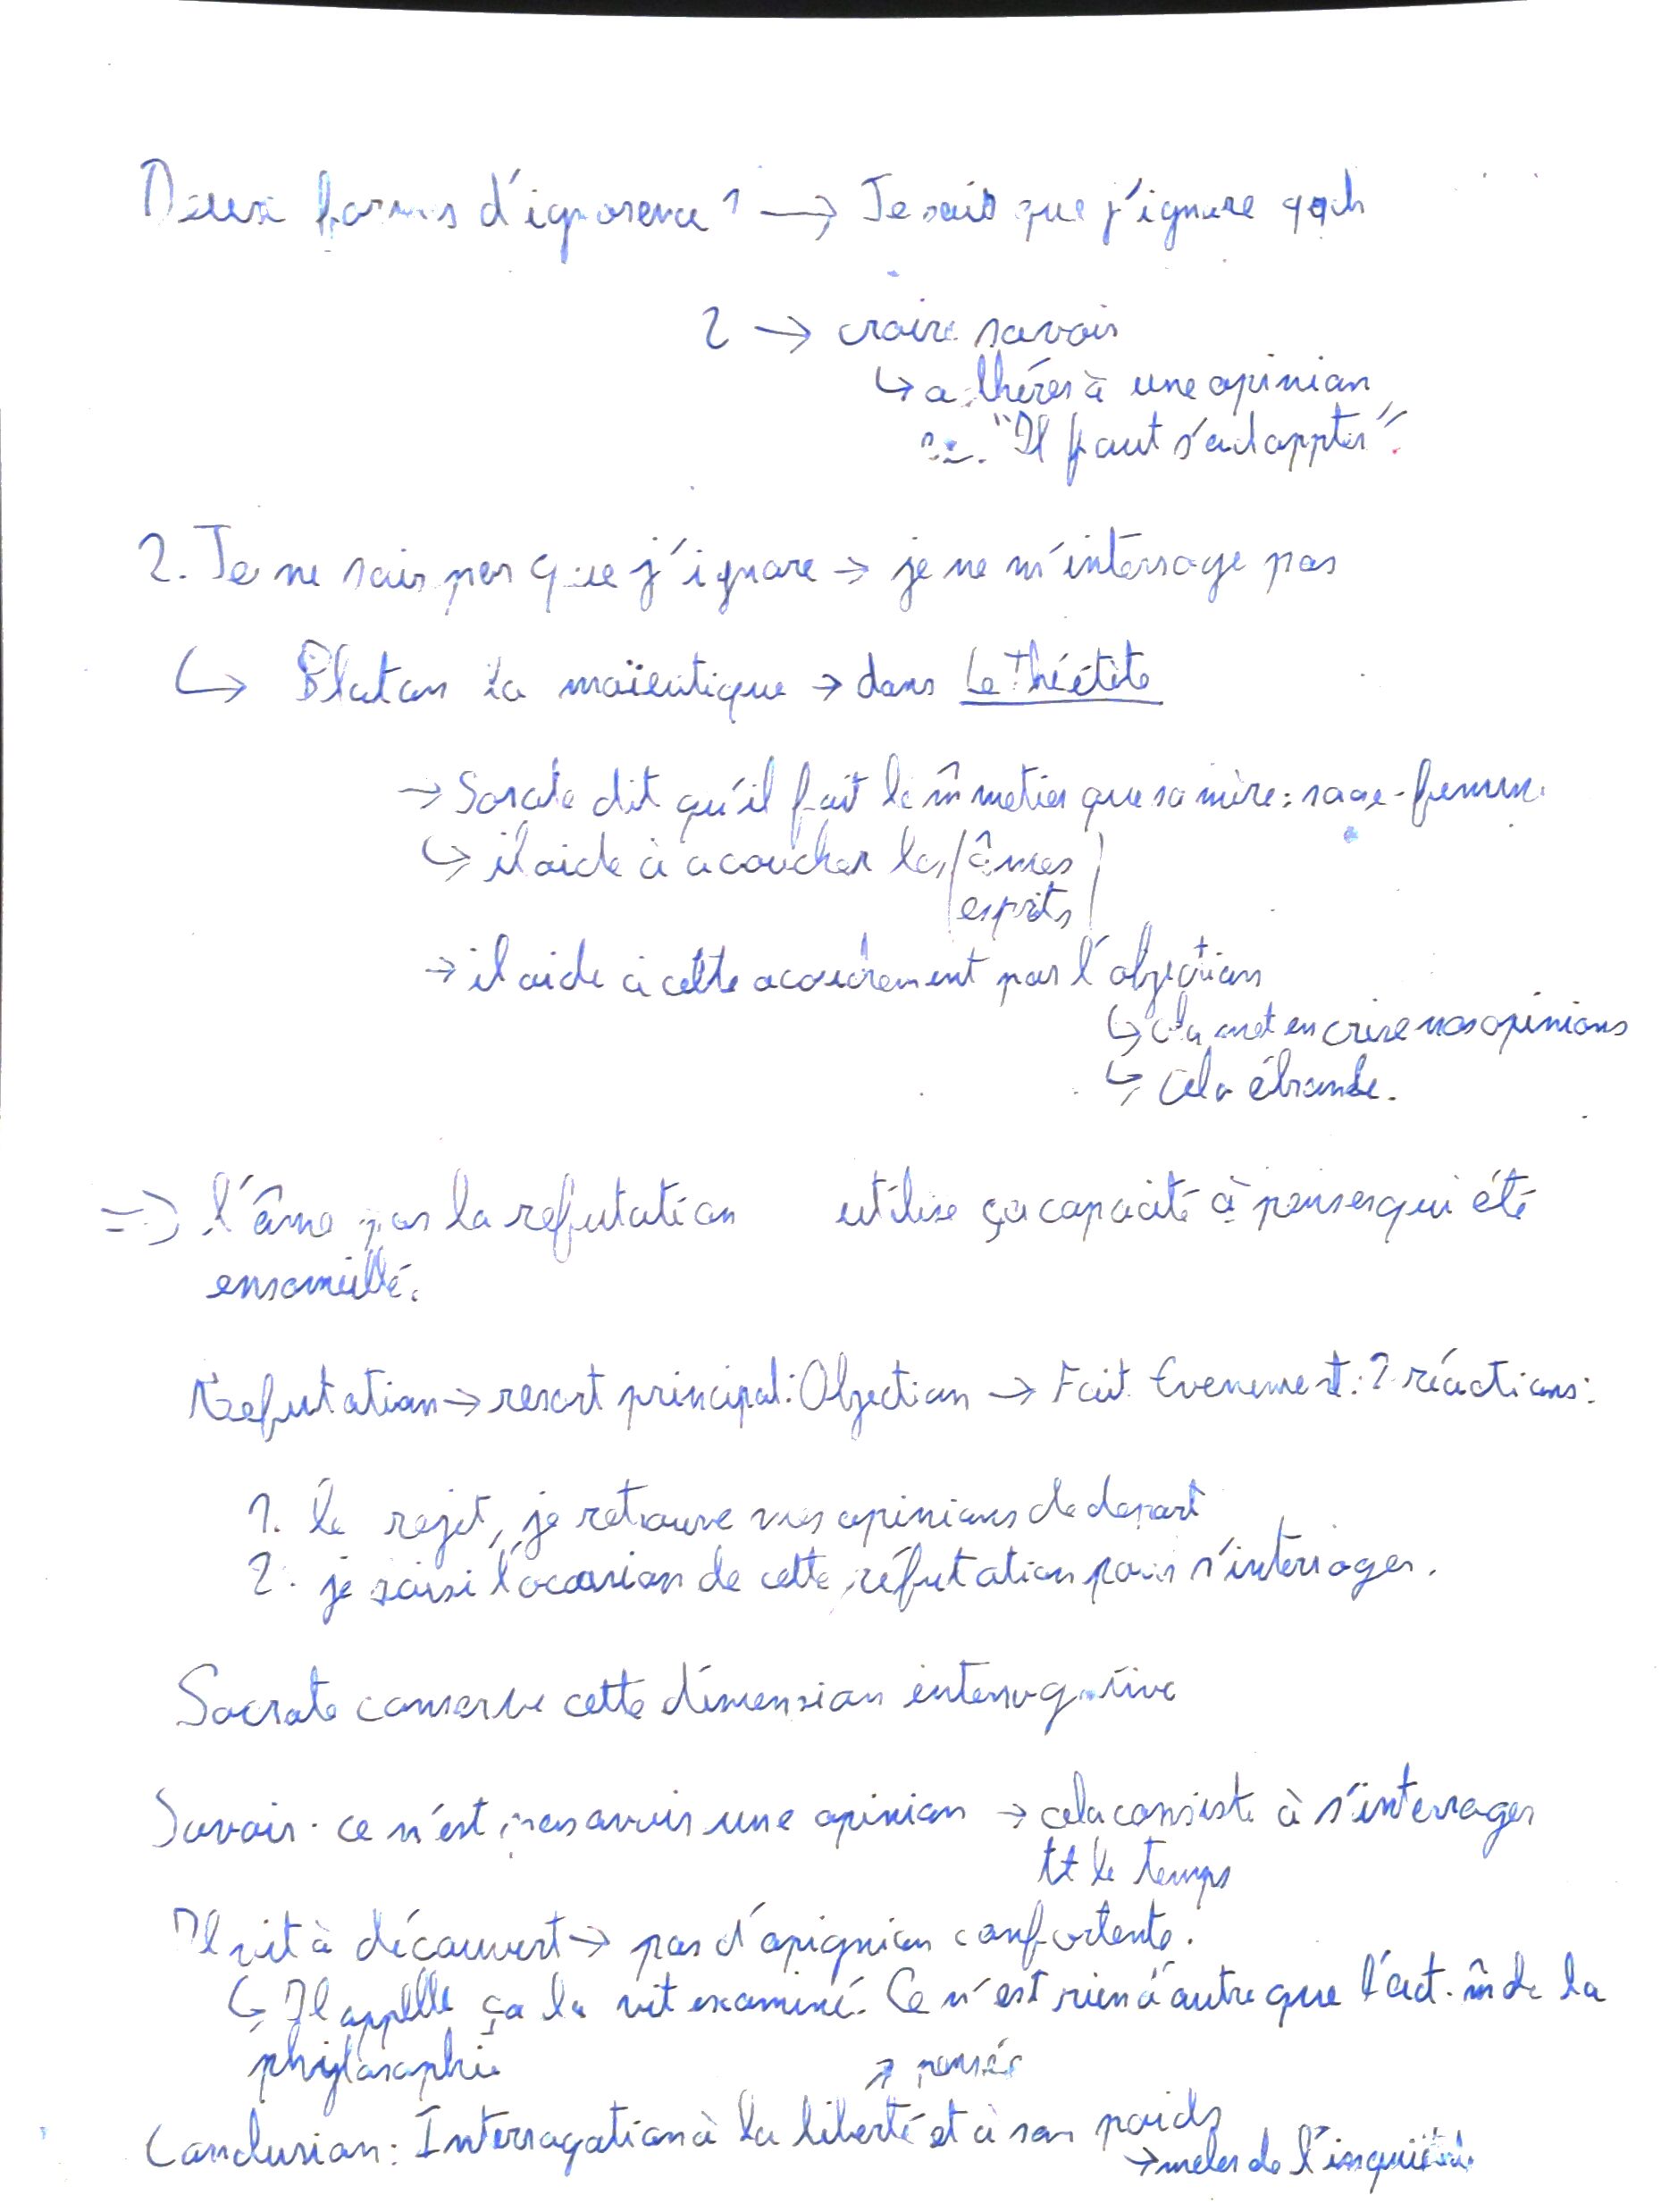 Deux formes d'ignorence 1 → Je sais que j'ignore qqch
2 → croire savoir
↳ adhérer à une opinion
"Il faut s'adappter".
2. Je ne sais pas que j'ignore → je ne m'interroge pas
↳ Platon La maïeutique → dans Le Théétète
→ Socrate dit qu'il fait le m̂ metier que sa mère : sage-femme.
↳ il aide à acoucher les âmes
esprits
→ il aide à cette acouchement par l'objection
↳ cela met en crise nos opinions
↳ Cela ébranle.
=> l'âme par la refutation utilise ça capacité à penser qui été
ensomeillé.
Refutation → resort principal : Objection → Fait Evenement : 2 réactions :
1. le rejet, je retrouve mes opinions de depart
2. je saisi l'occasion de cette réfutation pour s'interroger.
Socrate conserve cette dimension interrogative
Savoir. ce n'est pas avoir une opinion → cela consiste à s'interroger
tt le temps
Il vit à découvert → pas d'opignion confortente.
↳ Il appelle ça la vit examiné. Ce n'est rien d'autre que l'act. m̂ de la
phylosophie
↗ pensée
Conclusion : Interrogation à la liberté et à son poids
→ meler de l'inquiétude